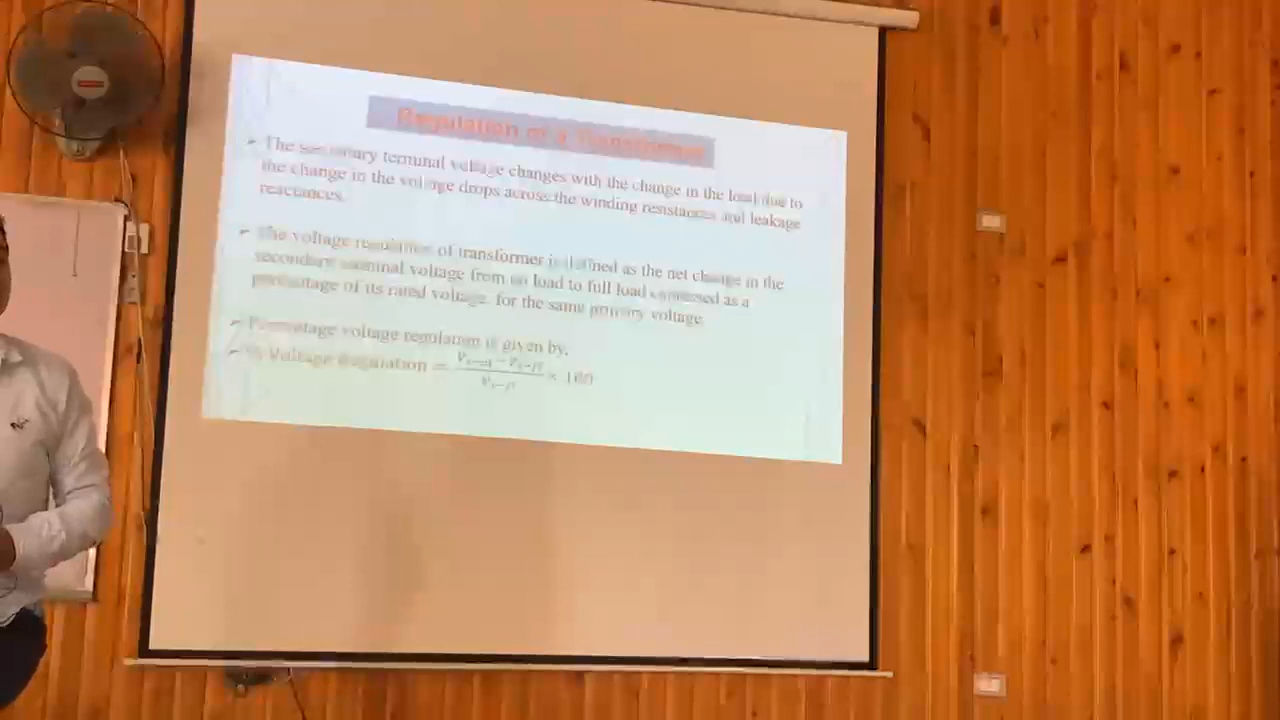 Regulation of a Transformer
➢ The secondary terminal voltage changes with the change in the load due to
the change in the voltage drops across the winding resistances and leakage
reactances.
➢ The voltage regulation of transformer is defined as the net change in the
secondary terminal voltage from no load to full load expressed as a
percentage of its rated voltage, for the same primary voltage.
➢ Percentage voltage regulation is given by,
➢ % Voltage Regulation = × 100